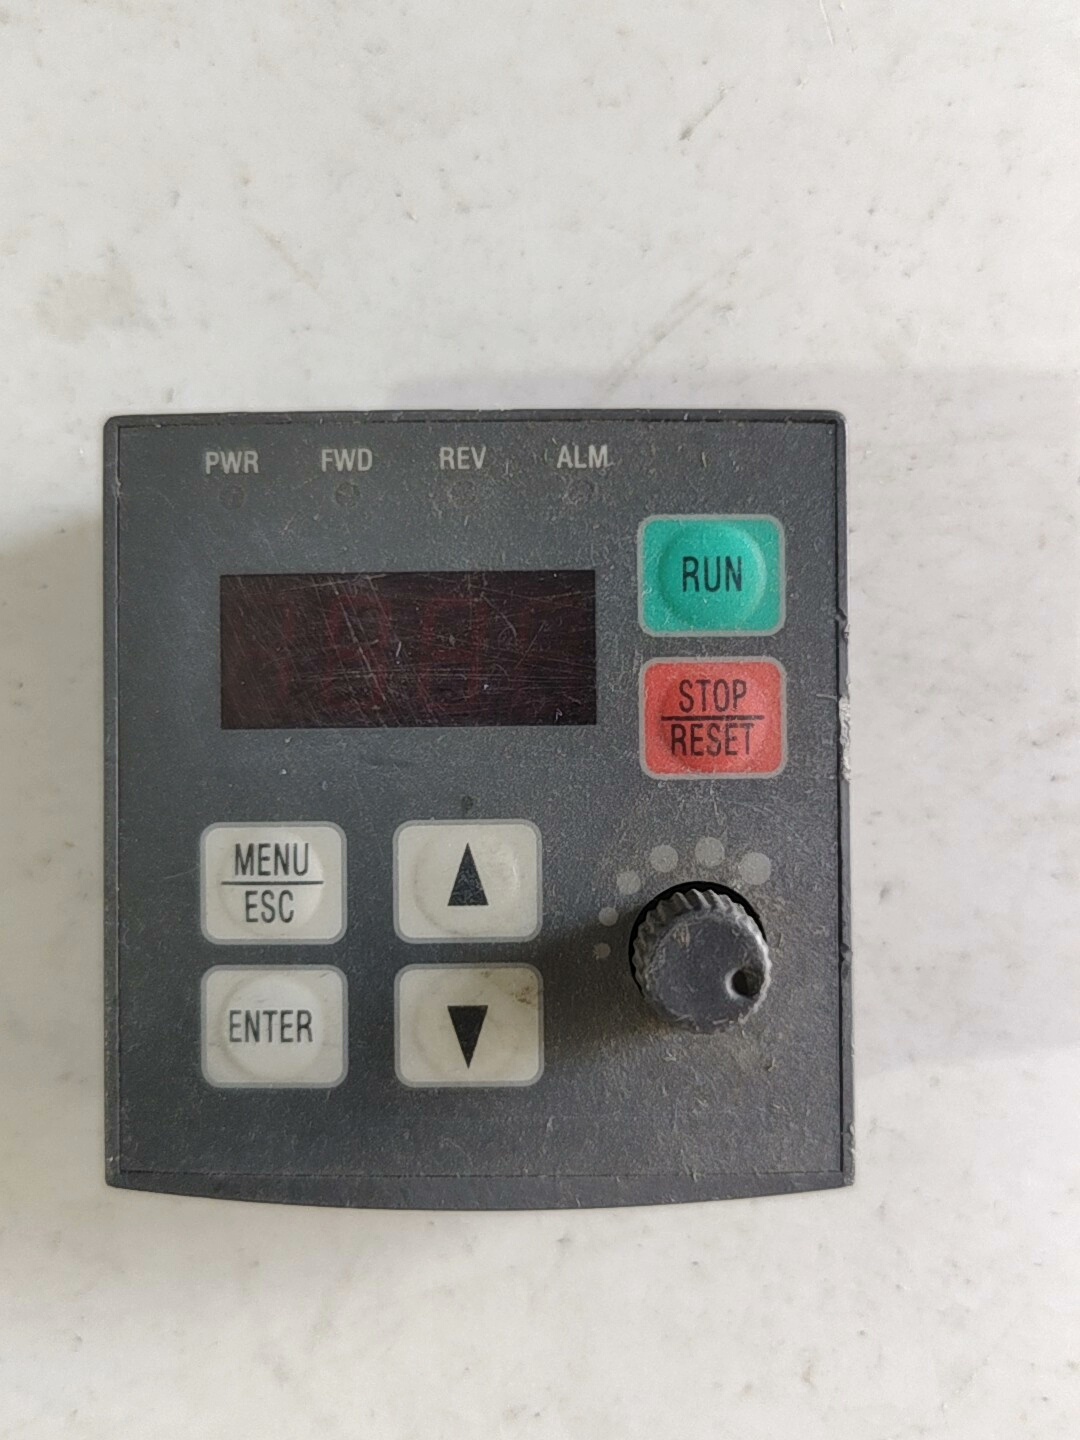 PWR FWD REV ALM
RUN
STOP
RESET
MENU
ESC
ENTER